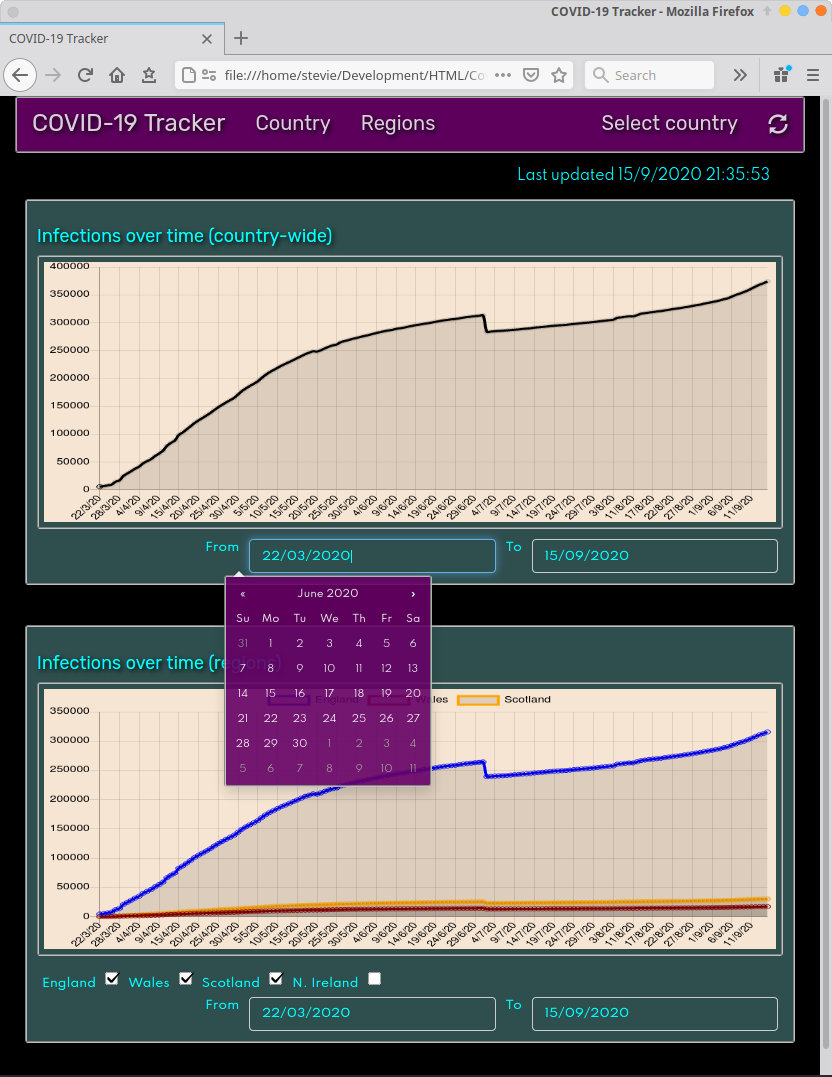 COVID-19 Tracker - Mozilla Firefox
COVID-19 Tracker
file:///home/stevie/Development/HTML/Co
Search
COVID-19 Tracker Country Regions Select country
Last updated 15/9/2020 21:35:53
Infections over time (country-wide)
400000
350000
300000
250000
200000
150000
100000
50000
0
22/3/20 28/3/20 4/4/20 9/4/20 15/4/20 20/4/20 25/4/20 30/4/20 5/5/20 10/5/20 15/5/20 20/5/20 25/5/20 30/5/20 4/6/20 9/6/20 14/6/20 19/6/20 24/6/20 29/6/20 4/7/20 9/7/20 14/7/20 19/7/20 24/7/20 29/7/20 3/8/20 11/8/20 17/8/20 22/8/20 27/8/20 1/9/20 6/9/20 11/9/20
From 22/03/2020 To 15/09/2020
« June 2020 ›
Su Mo Tu We Th Fr Sa
31 1 2 3 4 5 6
7 8 9 10 11 12 13
14 15 16 17 18 19 20
21 22 23 24 25 26 27
28 29 30 1 2 3 4
5 6 7 8 9 10 11
Infections over time (regions)
England Wales Scotland
350000
300000
250000
200000
150000
100000
50000
0
22/3/20 28/3/20 4/4/20 9/4/20 15/4/20 20/4/20 25/4/20 30/4/20 5/5/20 10/5/20 15/5/20 20/5/20 25/5/20 30/5/20 4/6/20 9/6/20 14/6/20 19/6/20 24/6/20 29/6/20 4/7/20 9/7/20 14/7/20 19/7/20 24/7/20 29/7/20 3/8/20 11/8/20 17/8/20 22/8/20 27/8/20 1/9/20 6/9/20 11/9/20
England Wales Scotland N. Ireland
From 22/03/2020 To 15/09/2020